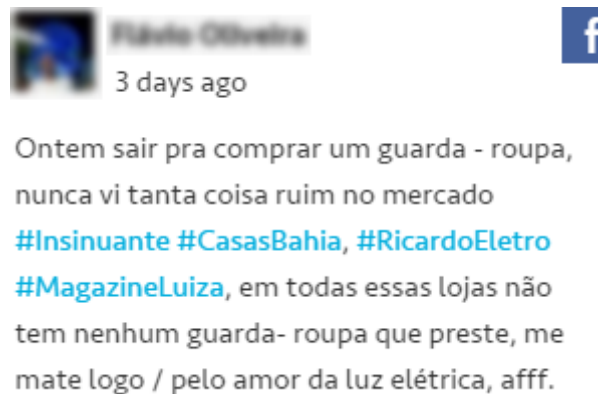 3 days ago
Ontem sair pra comprar um guarda - roupa,
nunca vi tanta coisa ruim no mercado
#Insinuante #CasasBahia, #RicardoEletro
#MagazineLuiza, em todas essas lojas não
tem nenhum guarda- roupa que preste, me
mate logo / pelo amor da luz elétrica, afff.